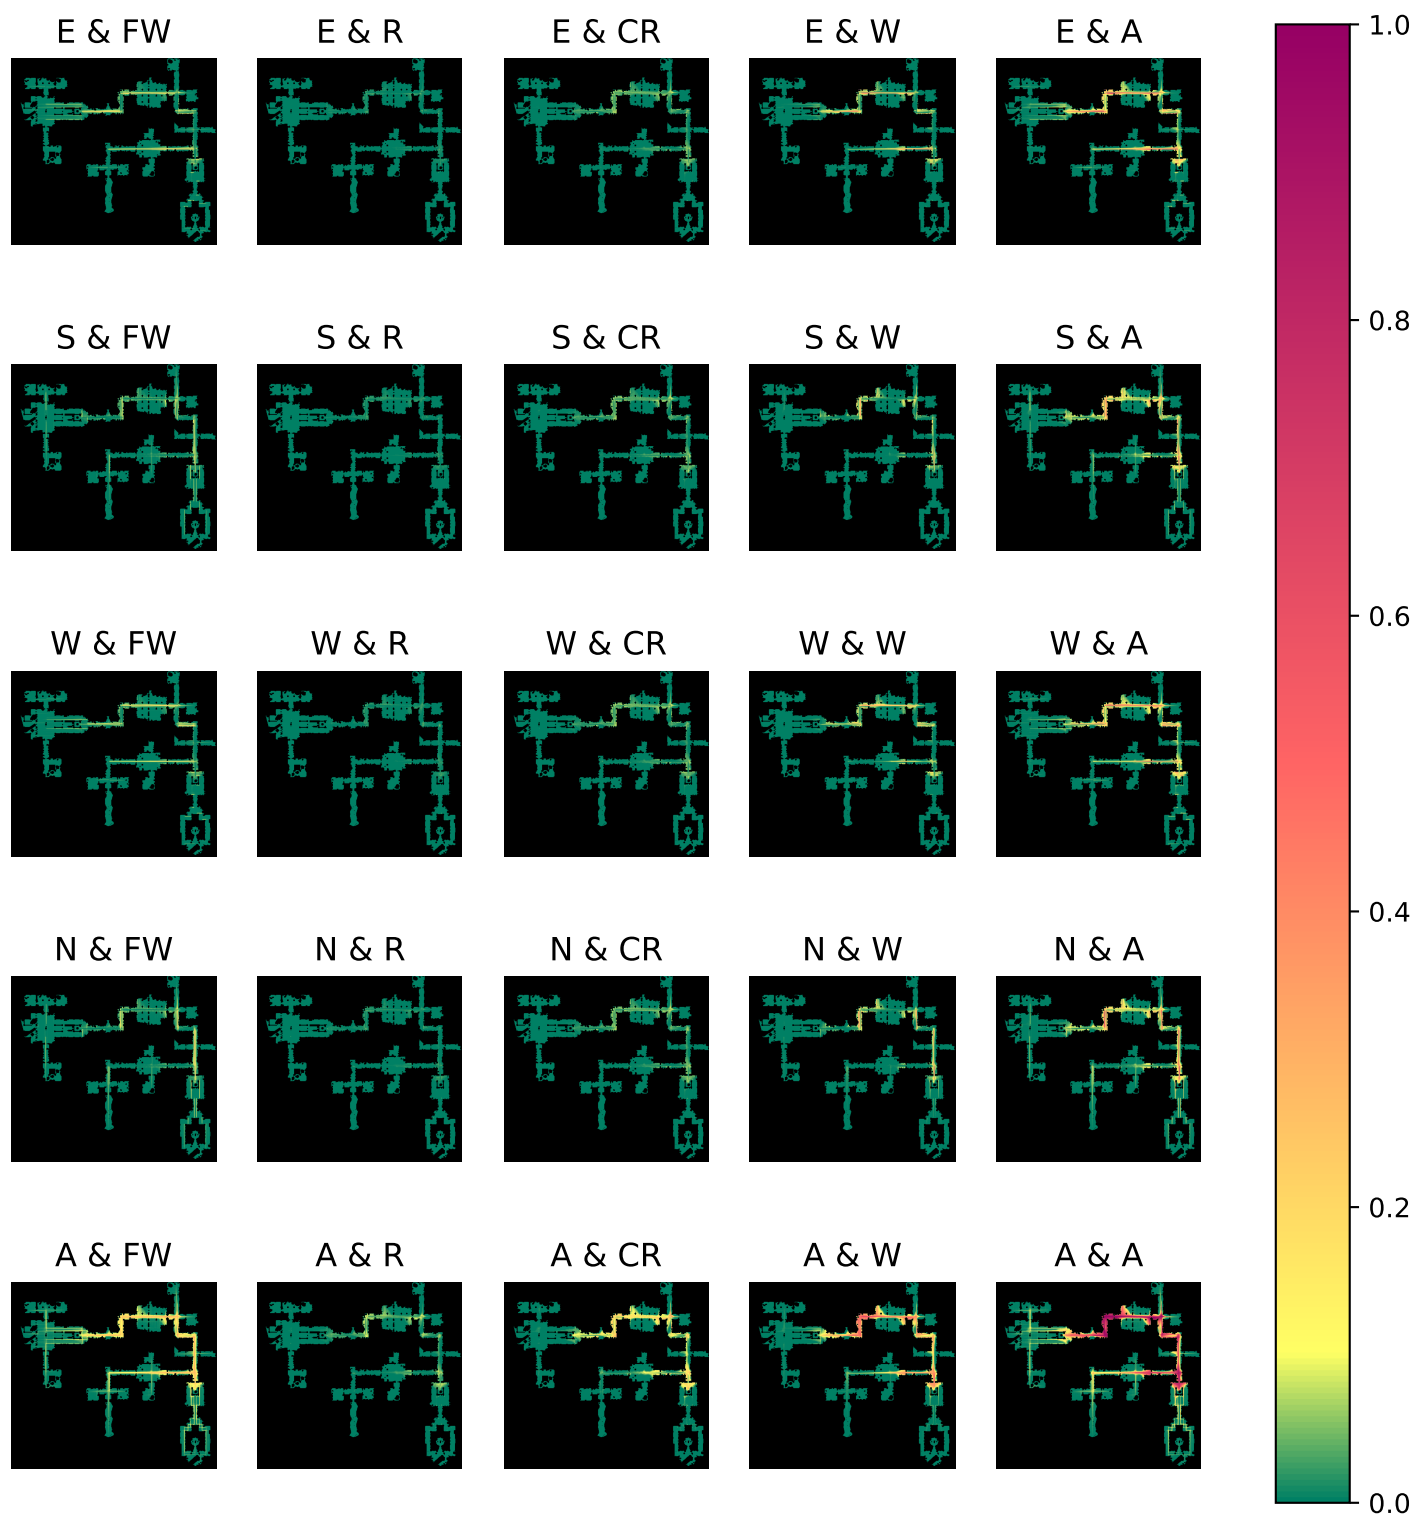 E & FW E & R E & CR E & W E & A
S & FW S & R S & CR S & W S & A
W & FW W & R W & CR W & W W & A
N & FW N & R N & CR N & W N & A
A & FW A & R A & CR A & W A & A
1.0
0.8
0.6
0.4
0.2
0.0